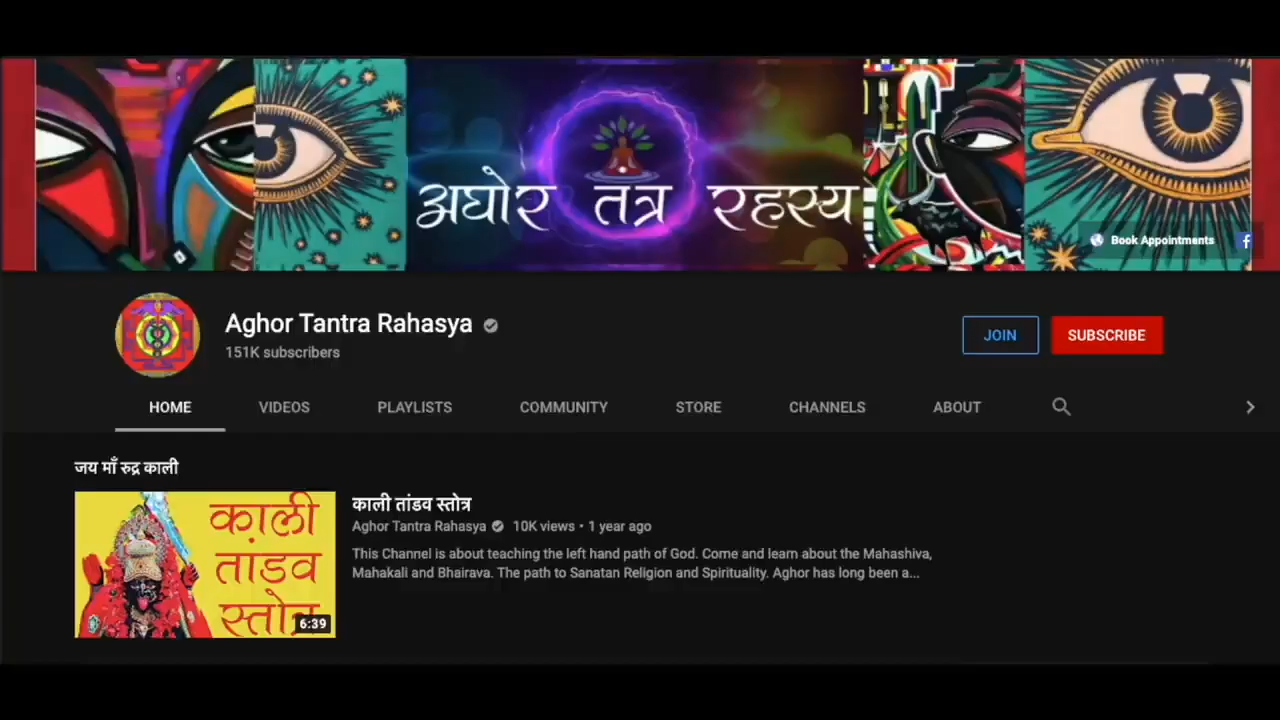 अघोर तत्र रहस्य
Book Appointments
Aghor Tantra Rahasya
151K subscribers
JOIN
SUBSCRIBE
HOME VIDEOS PLAYLISTS COMMUNITY STORE CHANNELS ABOUT
जय माँ रुद्र काली
काली
तांडव
स्तोत्र
6:39
काली तांडव स्तोत्र
Aghor Tantra Rahasya 10K views • 1 year ago
This Channel is about teaching the left hand path of God. Come and learn about the Mahashiva,
Mahakali and Bhairava. The path to Sanatan Religion and Spirituality. Aghor has long been a...